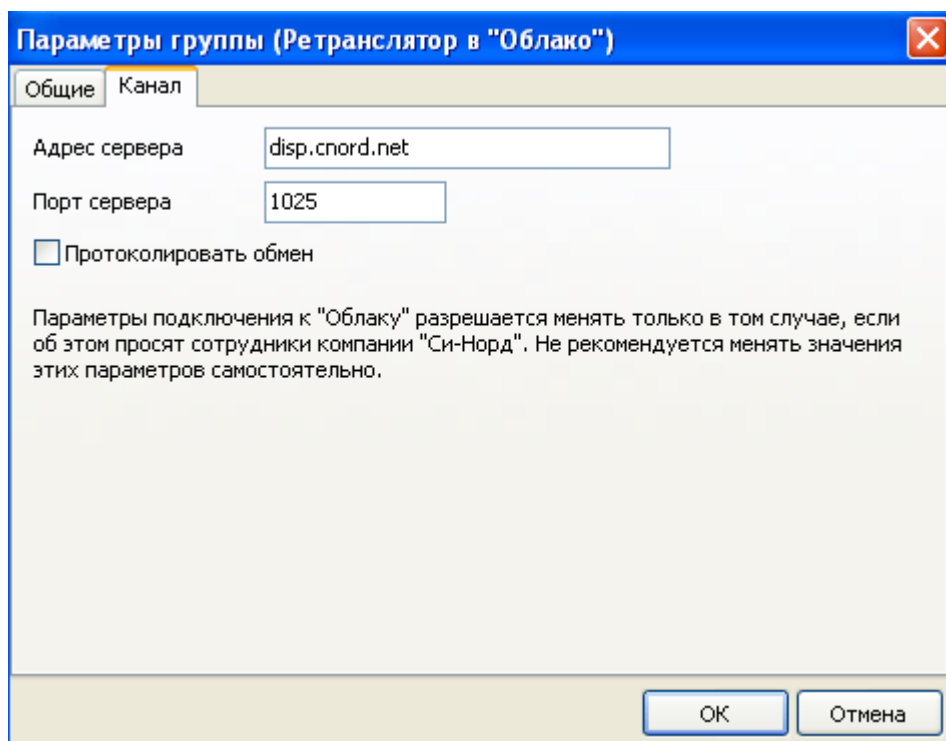 Параметры группы (Ретранслятор в "Облако")
Общие
Канал
Адрес сервера
disp.cnord.net
Порт сервера
1025
Протоколировать обмен
Параметры подключения к "Облаку" разрешается менять только в том случае, если
об этом просят сотрудники компании "Си-Норд". Не рекомендуется менять значения
этих параметров самостоятельно.
ОК
Отмена